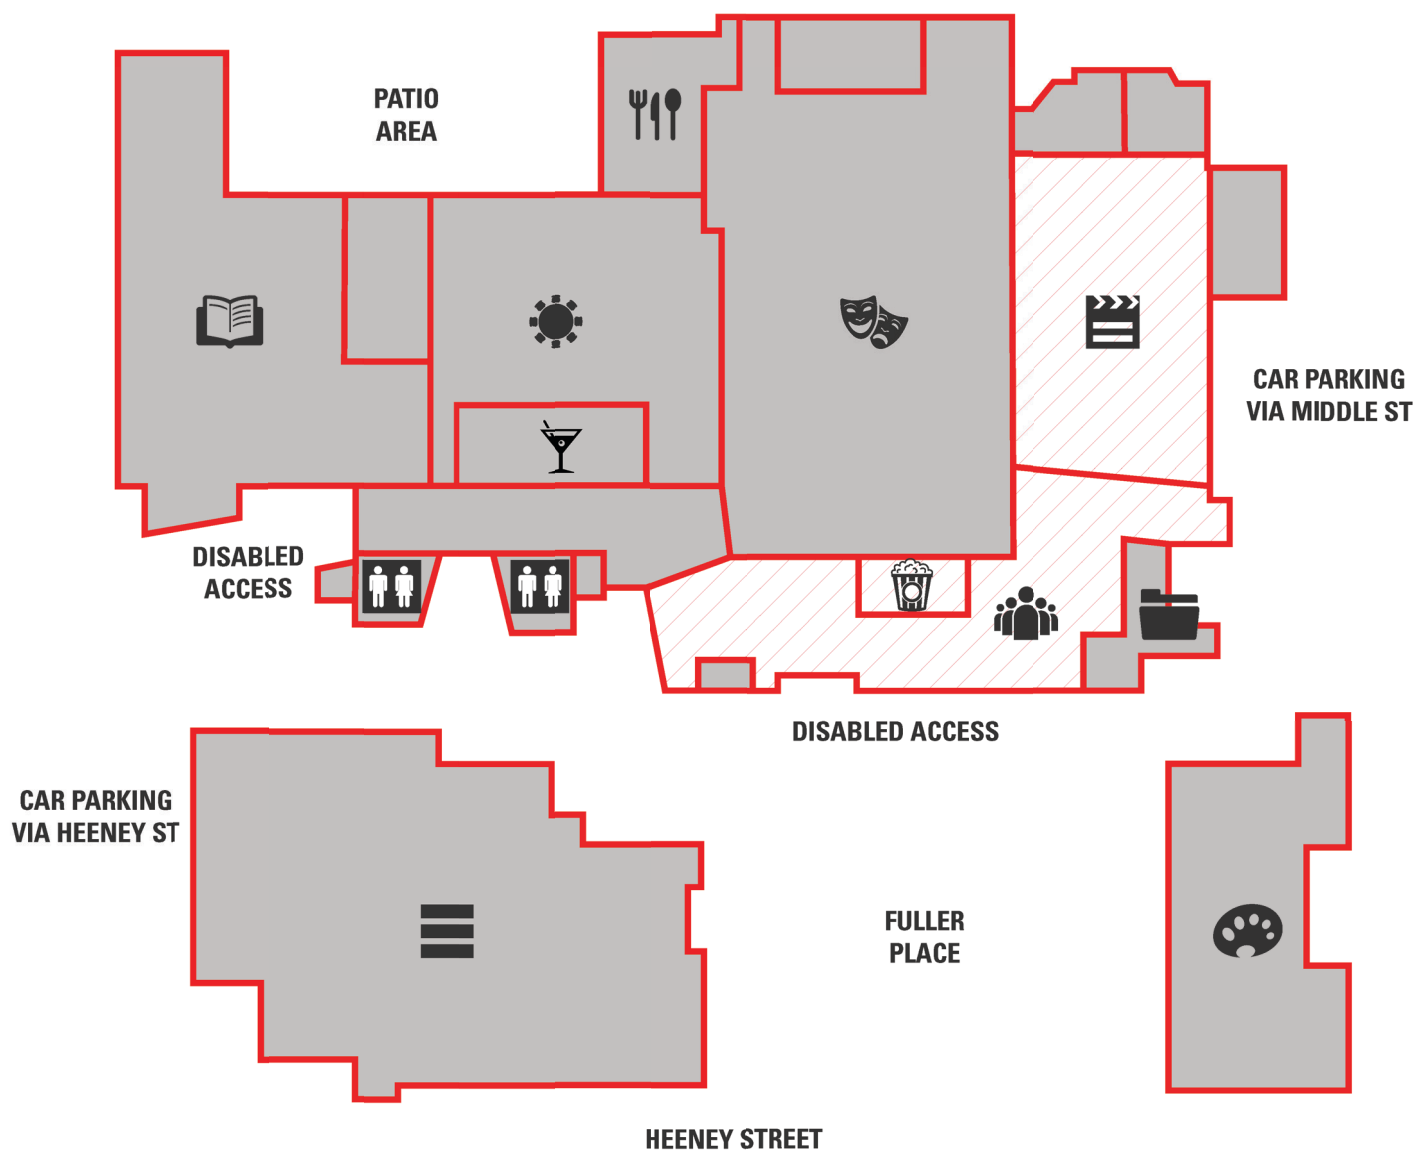 PATIO
AREA
CAR PARKING
VIA MIDDLE ST
DISABLED
ACCESS
DISABLED ACCESS
CAR PARKING
VIA HEENEY ST
FULLER
PLACE
HEENEY STREET